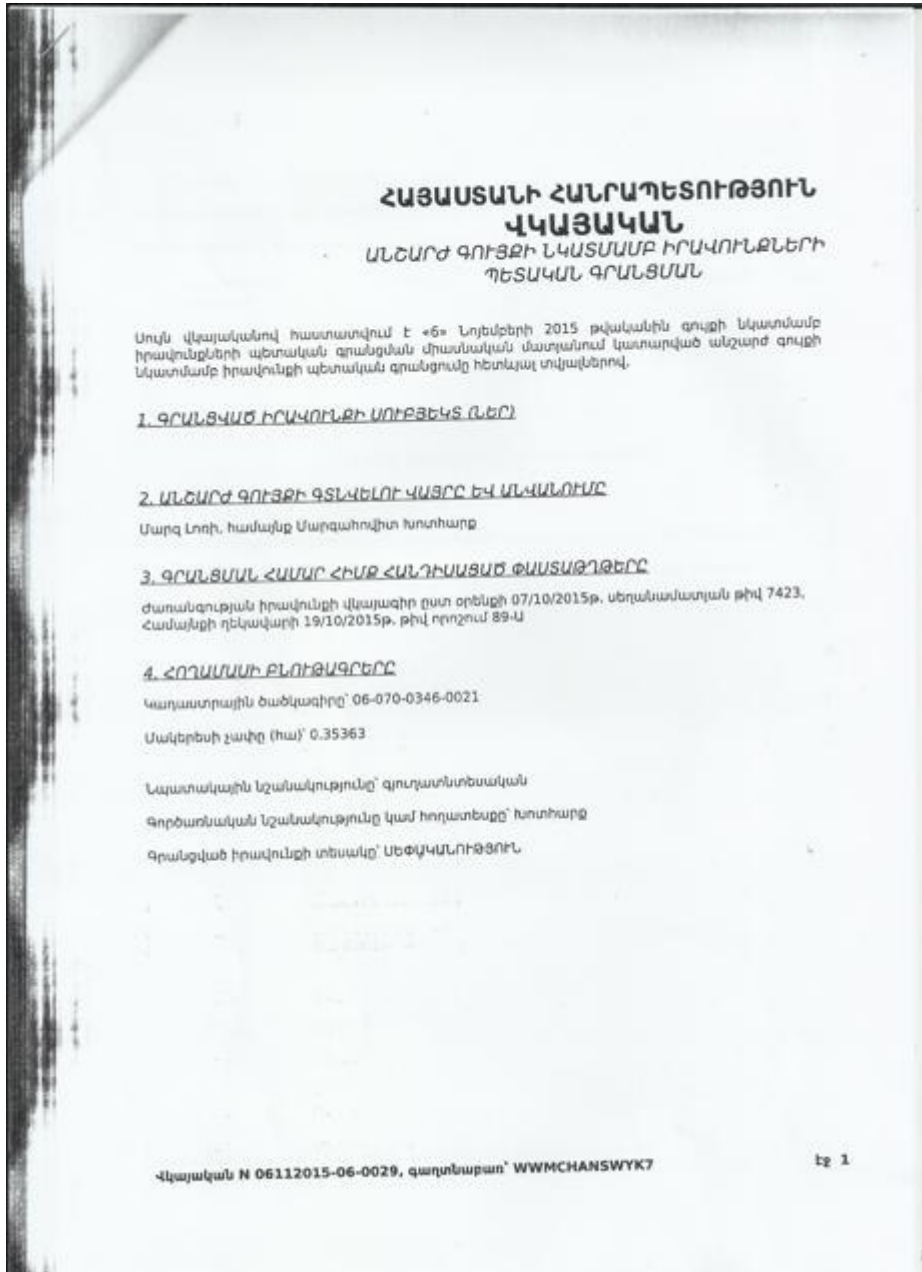 ՀԱՅԱՍՏԱՆԻ ՀԱՆՐԱՊԵՏՈՒԹՅՈՒՆ
ՎԿԱՅԱԿԱՆ
ԱՆՇԱՐԺ ԳՈՒՅՔԻ ՆԿԱՏՄԱՄԲ ԻՐԱՎՈՒՆՔՆԵՐԻ
ՊԵՏԱԿԱՆ ԳՐԱՆՑՄԱՆ
Սույն վկայականով հաստատվում է «6» Նոյեմբերի 2015 թվականին գույքի նկատմամբ
իրավունքների պետական գրանցման միասնական մատյանում կատարված անշարժ գույքի
նկատմամբ իրավունքի պետական գրանցումը հետևյալ տվյալներով.
1. ԳՐԱՆՑՎԱԾ ԻՐԱՎՈՒՆՔԻ ՍՈՒԲՅԵԿՏ (ՆԵՐ)
2. ԱՆՇԱՐԺ ԳՈՒՅՔԻ ԳՏՆՎԵԼՈՒ ՎԱՅՐԸ ԵՎ ԱՆՎԱՆՈՒՄԸ
Մարզ Լոռի, համայնք Մարգահովիտ խոտհարք
3. ԳՐԱՆՑՄԱՆ ՀԱՄԱՐ ՀԻՄՔ ՀԱՆԴԻՍԱՑԱԾ ՓԱՍՏԱԹՂԹԵՐԸ
Ժառանգության իրավունքի վկայագիր ըստ օրենքի 07/10/2015թ. սեղանամատյան թիվ 7423,
Համայնքի ղեկավարի 19/10/2015թ. թիվ որոշում 89-Ա
4. ՀՈՂԱՄԱՍԻ ԲՆՈՒԹԱԳՐԵՐԸ
Կադաստրային ծածկագիրը՝ 06-070-0346-0021
Մակերեսի չափը (հա)՝ 0.35363
Նպատակային նշանակությունը՝ գյուղատնտեսական
Գործառնական նշանակությունը կամ հողատեսքը՝ խոտհարք
Գրանցված իրավունքի տեսակը՝ ՍԵՓԱԿԱՆՈՒԹՅՈՒՆ
Վկայական N 06112015-06-0029, գաղտնաբառ՝ WWMCHANSWYK7
էջ 1